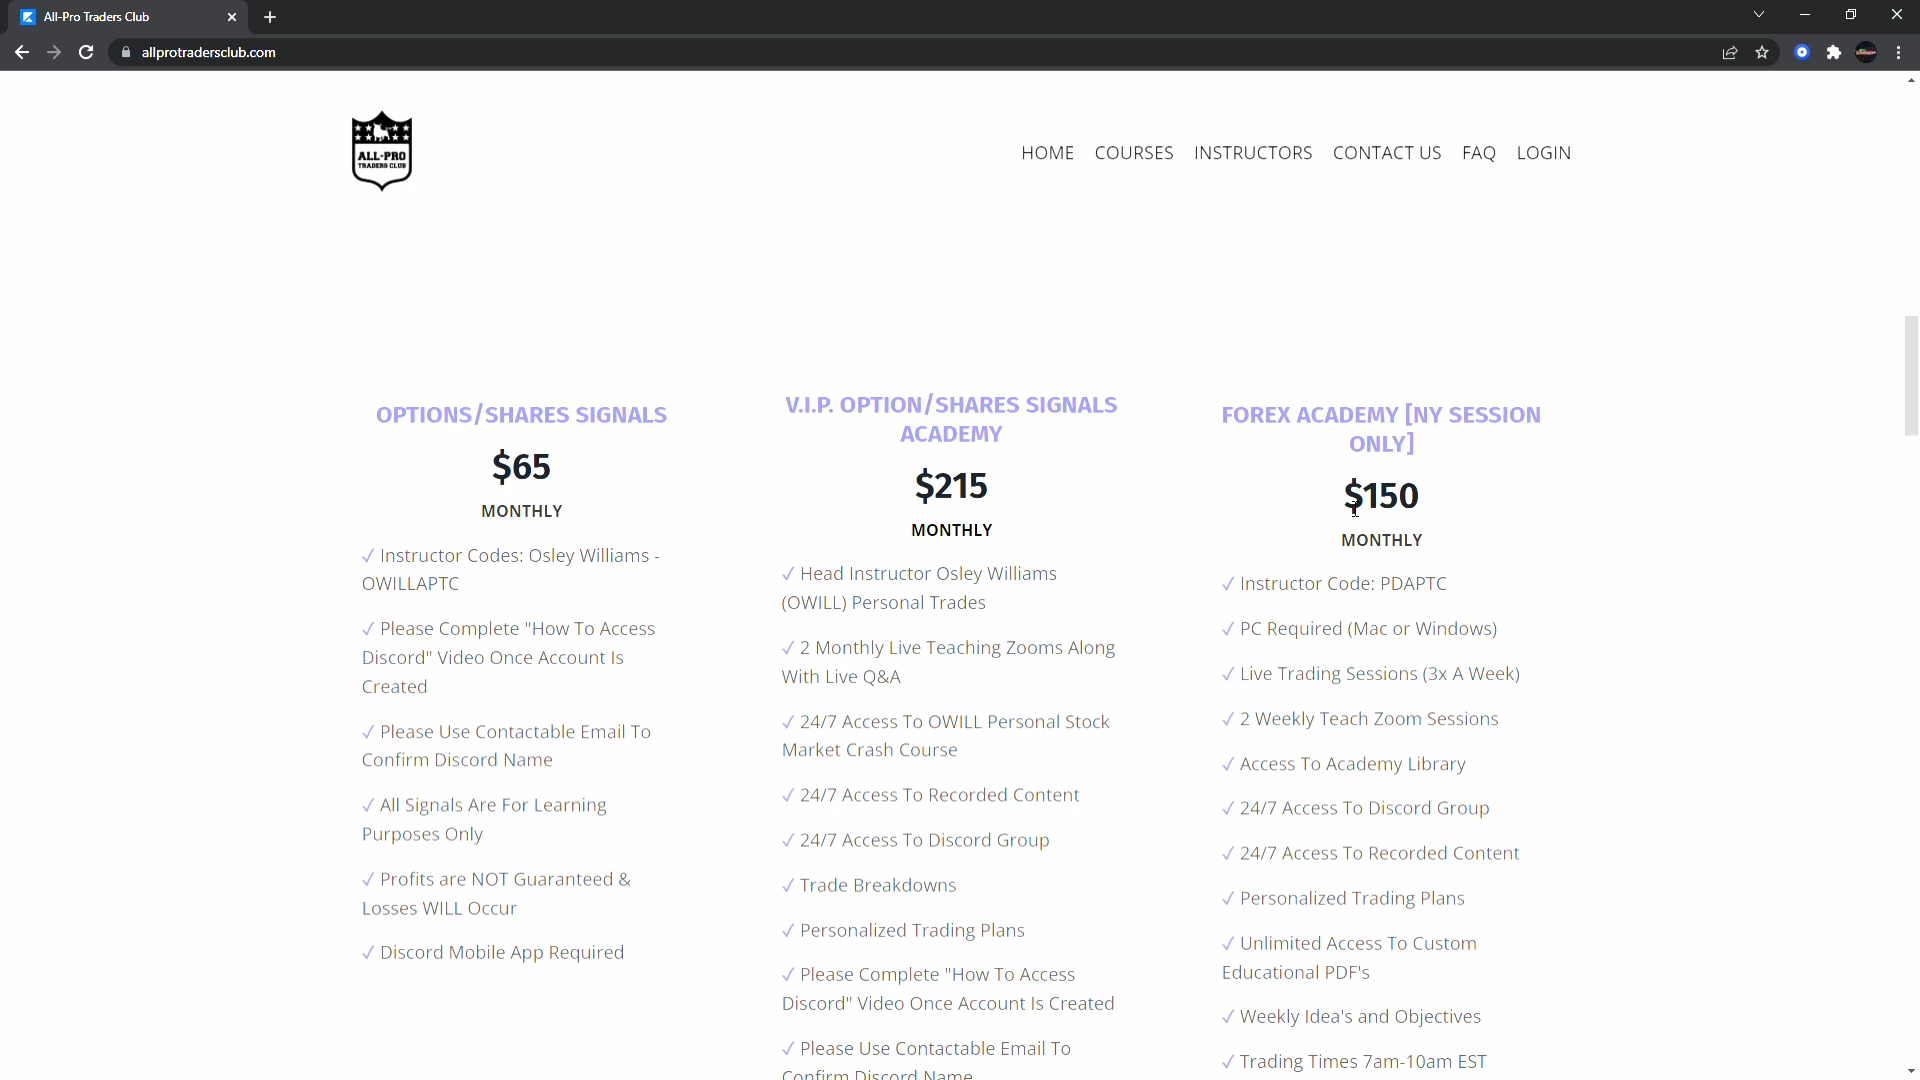 All-Pro Traders Club
allprotradersclub.com
ALL-PRO
TRADERS CLUB
HOME COURSES INSTRUCTORS CONTACT US FAQ LOGIN
OPTIONS/SHARES SIGNALS
$65
MONTHLY
✓ Instructor Codes: Osley Williams -
OWILLAPTC
✓ Please Complete "How To Access
Discord" Video Once Account Is
Created
✓ Please Use Contactable Email To
Confirm Discord Name
✓ All Signals Are For Learning
Purposes Only
✓ Profits are NOT Guaranteed &
Losses WILL Occur
✓ Discord Mobile App Required
V.I.P. OPTION/SHARES SIGNALS
ACADEMY
$215
MONTHLY
✓ Head Instructor Osley Williams
(OWILL) Personal Trades
✓ 2 Monthly Live Teaching Zooms Along
With Live Q&A
✓ 24/7 Access To OWILL Personal Stock
Market Crash Course
✓ 24/7 Access To Recorded Content
✓ 24/7 Access To Discord Group
✓ Trade Breakdowns
✓ Personalized Trading Plans
✓ Please Complete "How To Access
Discord" Video Once Account Is Created
✓ Please Use Contactable Email To
Confirm Discord Name
FOREX ACADEMY [NY SESSION
ONLY]
$150
MONTHLY
✓ Instructor Code: PDAPTC
✓ PC Required (Mac or Windows)
✓ Live Trading Sessions (3x A Week)
✓ 2 Weekly Teach Zoom Sessions
✓ Access To Academy Library
✓ 24/7 Access To Discord Group
✓ 24/7 Access To Recorded Content
✓ Personalized Trading Plans
✓ Unlimited Access To Custom
Educational PDF's
✓ Weekly Idea's and Objectives
✓ Trading Times 7am-10am EST